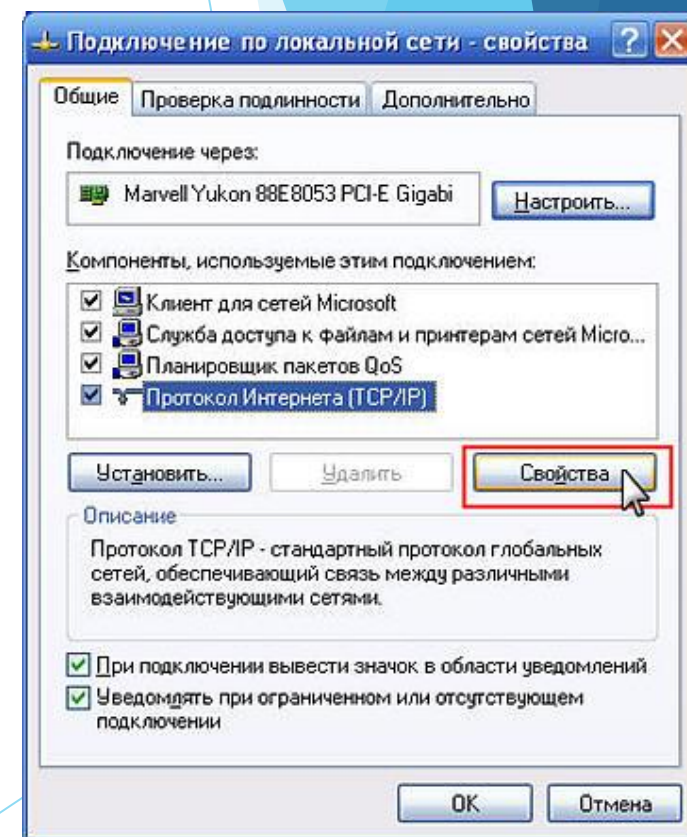 Подключение по локальной сети - свойства
Общие Проверка подлинности Дополнительно
Подключение через:
Marvell Yukon 88E8053 PCI-E Gigabi
Настроить...
Компоненты, используемые этим подключением:
Клиент для сетей Microsoft
Служба доступа к файлам и принтерам сетей Micro...
Планировщик пакетов QoS
Протокол Интернета (TCP/IP)
Установить... Удалить Свойства
Описание
Протокол TCP/IP - стандартный протокол глобальных
сетей, обеспечивающий связь между различными
взаимодействующими сетями.
При подключении вывести значок в области уведомлений
Уведомлять при ограниченном или отсутствующем
подключении
OK Отмена